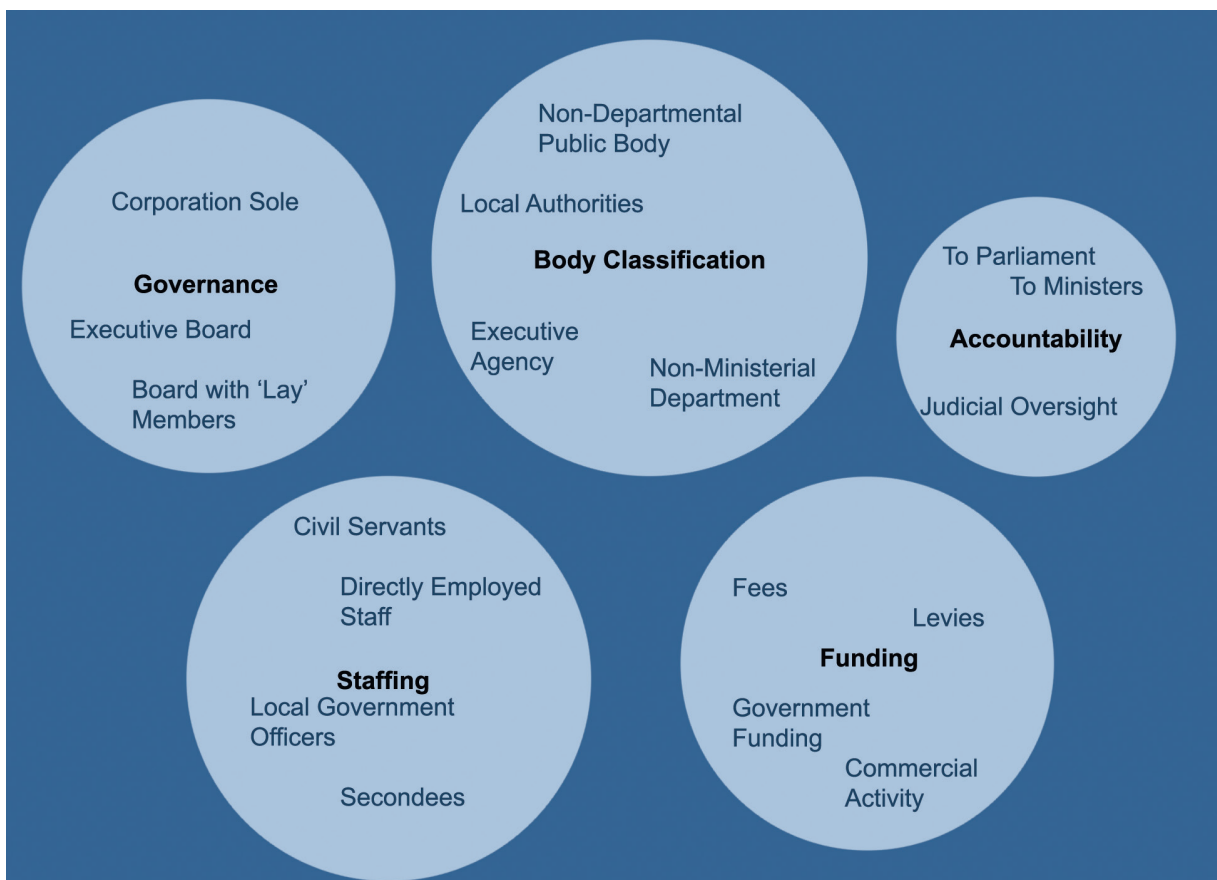 Corporation Sole
Governance
Executive Board
Board with ‘Lay’
Members
Non-Departmental
Public Body
Local Authorities
Body Classification
Executive
Agency
Non-Ministerial
Department
To Parliament
To Ministers
Accountability
Judicial Oversight
Civil Servants
Directly Employed
Staff
Staffing
Local Government
Officers
Secondees
Fees
Levies
Funding
Government
Funding
Commercial
Activity